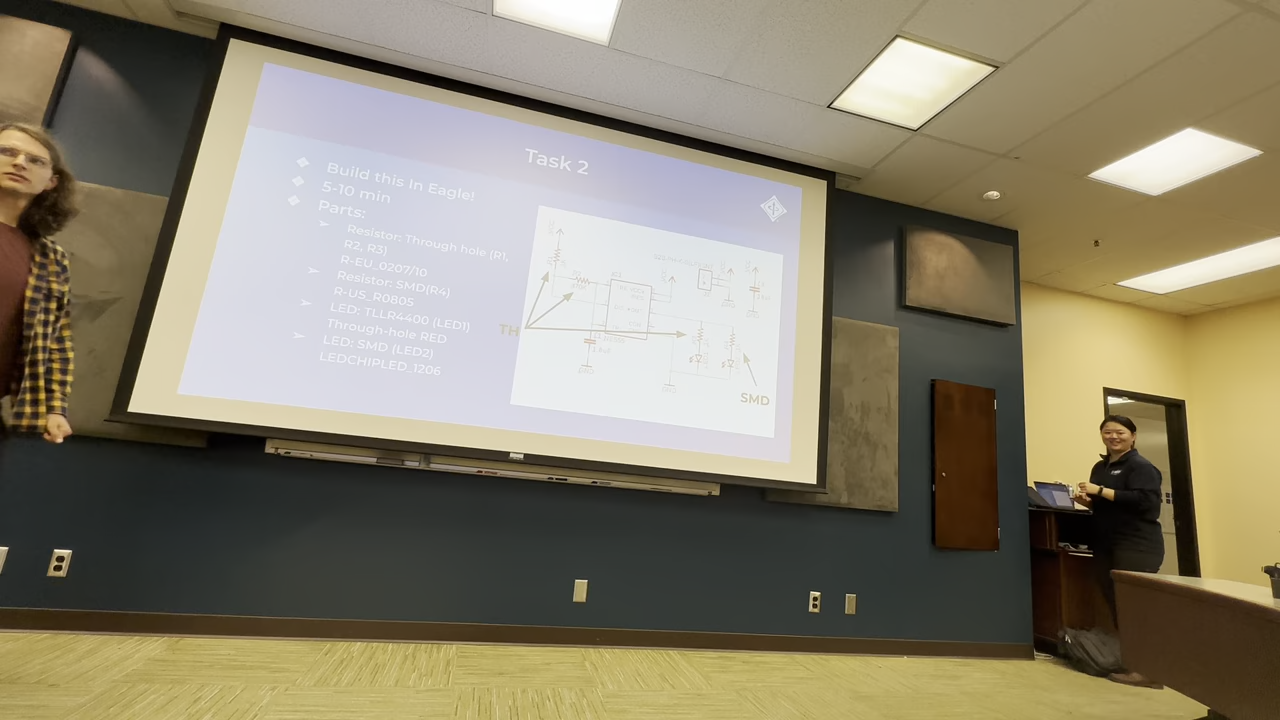 Task 2
Build this in Eagle!
5-10 min
Parts:
Resistor: Through hole (R1,
R2, R3)
R-EU_0207/10
Resistor: SMD(R4)
R-US_R0805
LED: TLLR4400 (LED1)
Through-hole RED
LED: SMD (LED2)
LEDCHIPLED_1206
TH
SMD